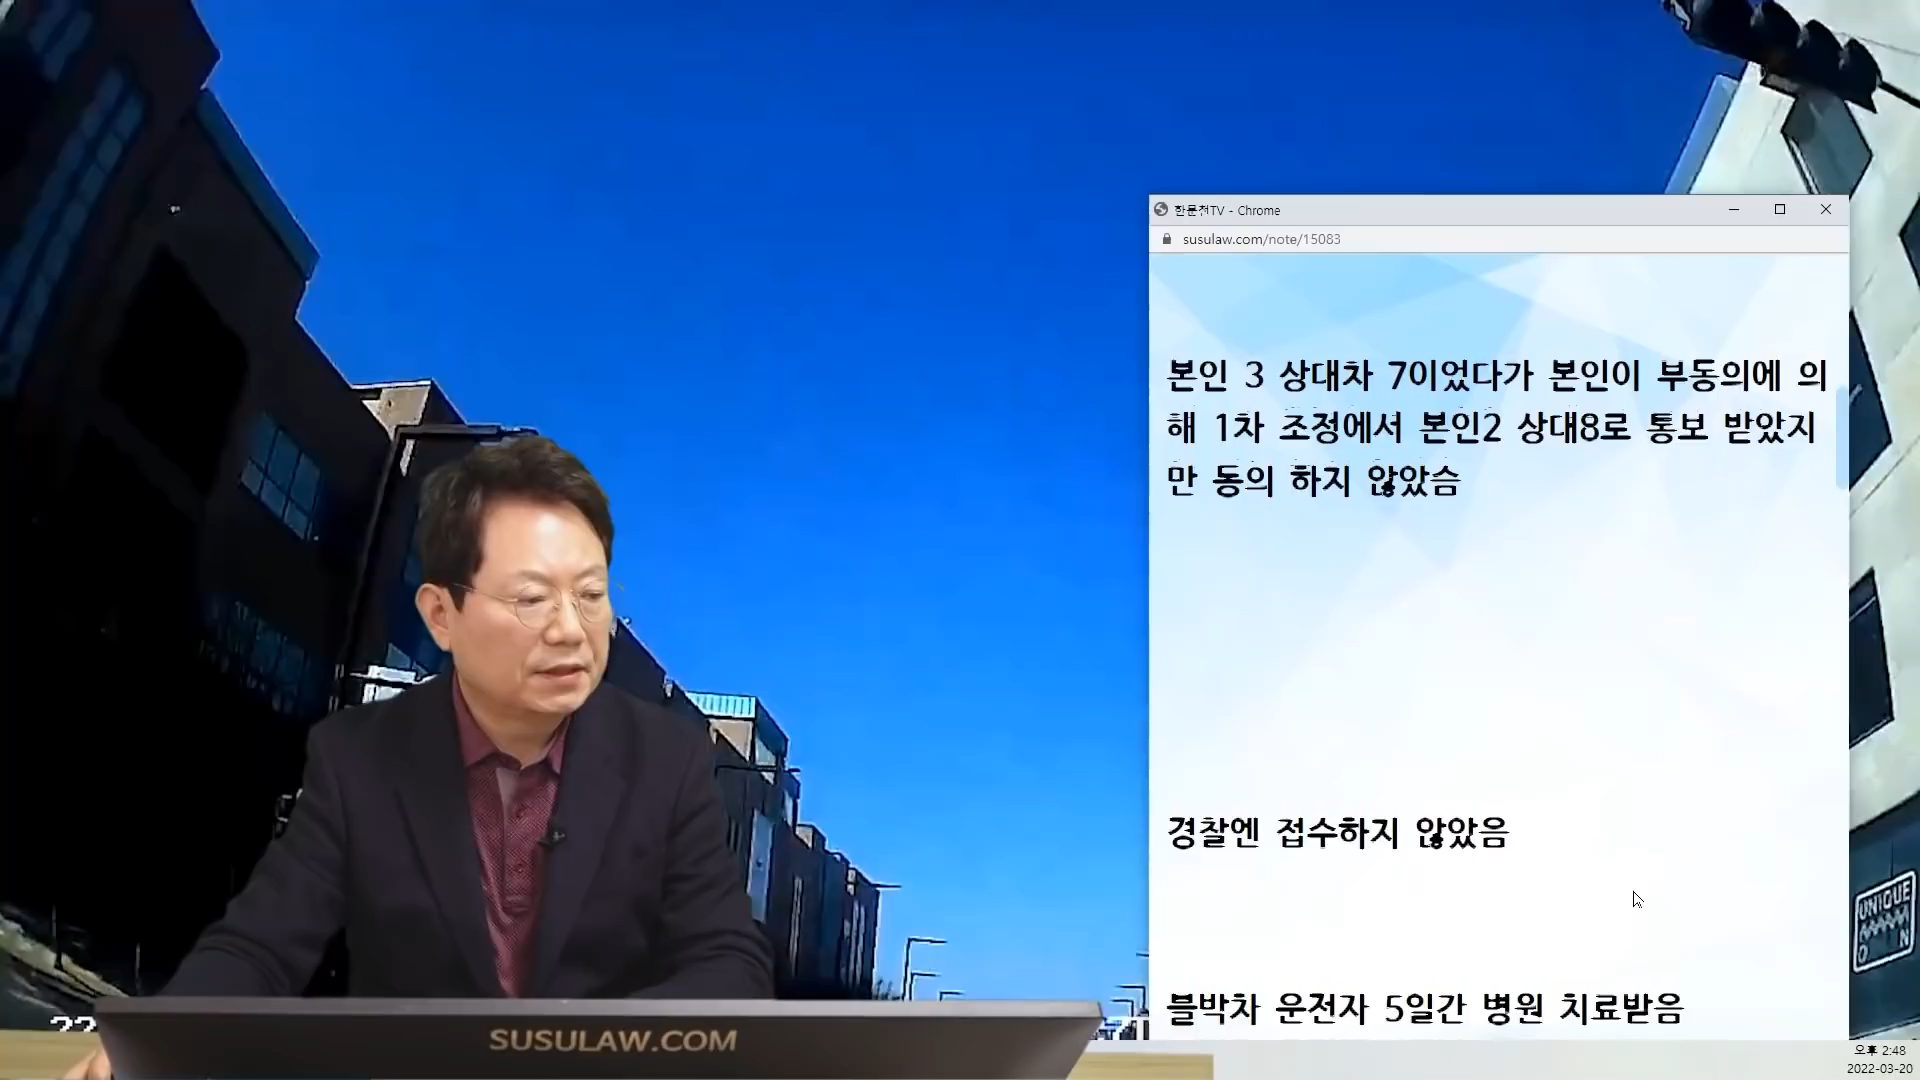 한문철TV - Chrome
susulaw.com/note/15083
본인 3 상대차 7이었다가 본인이 부동의에 의
해 1차 조정에서 본인2 상대8로 통보 받았지
만 동의 하지 않았슴
경찰엔 접수하지 않았음
블박차 운전자 5일간 병원 치료받음
UNIQUE
22
SUSULAW.COM
오후 2:48
2022-03-20